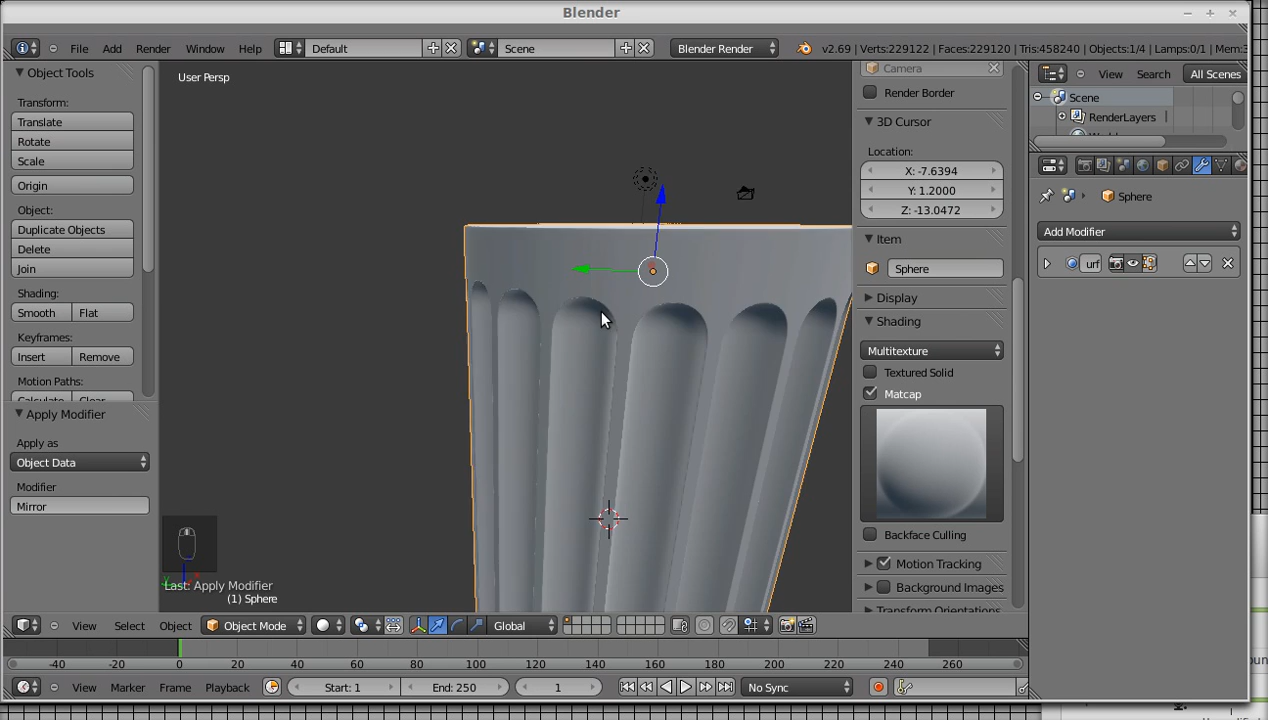 Blender
File Add Render Window Help Default Scene Blender Render v2.69 | Verts:229122 | Faces:229120 | Tris:458240 | Objects:1/4 | Lamps:0/1 | Mem:
Object Tools
Transform:
Translate
Rotate
Scale
Origin
Object:
Duplicate Objects
Delete
Join
Shading:
Smooth Flat
Keyframes:
Insert Remove
Motion Paths:
Calculate Clear
Apply Modifier
Apply as
Object Data
Modifier
Mirror
User Persp
Last: Apply Modifier
(1) Sphere
Camera
Render Border
3D Cursor
Location:
X: -7.6394
Y: 1.2000
Z: -13.0472
Item
Sphere
Display
Shading
Multitexture
Textured Solid
Matcap
Backface Culling
Motion Tracking
Background Images
Transform Orientations
View Search All Scenes
Scene
RenderLayers
Sphere
Add Modifier
urf
View Select Object Object Mode Global
-40 -20 0 20 40 60 80 100 120 140 160 180 200 220 240 260
View Marker Frame Playback Start: 1 End: 250 1 No Sync